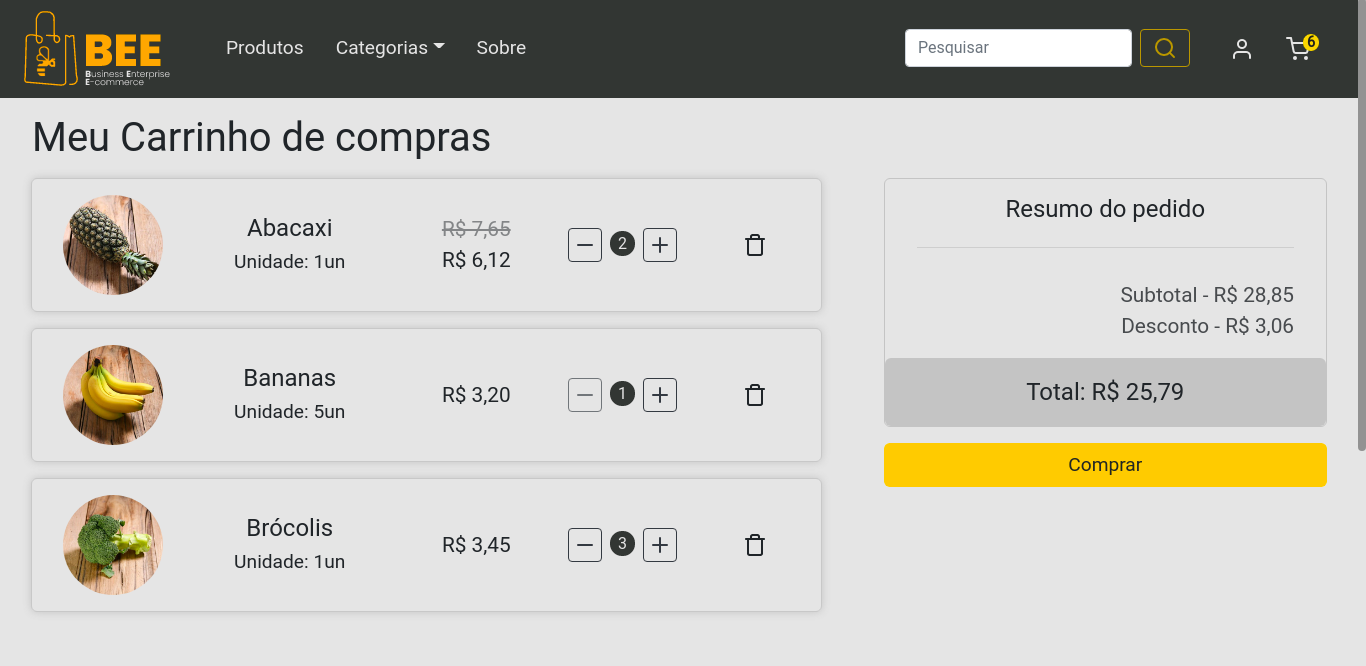 BEE
Business Enterprise
E-commerce
Produtos
Categorias
Sobre
Pesquisar
6
Meu Carrinho de compras
Abacaxi
Unidade: 1un
R$ 7,65
R$ 6,12
2
Bananas
Unidade: 5un
R$ 3,20
1
Brócolis
Unidade: 1un
R$ 3,45
3
Resumo do pedido
Subtotal - R$ 28,85
Desconto - R$ 3,06
Total: R$ 25,79
Comprar